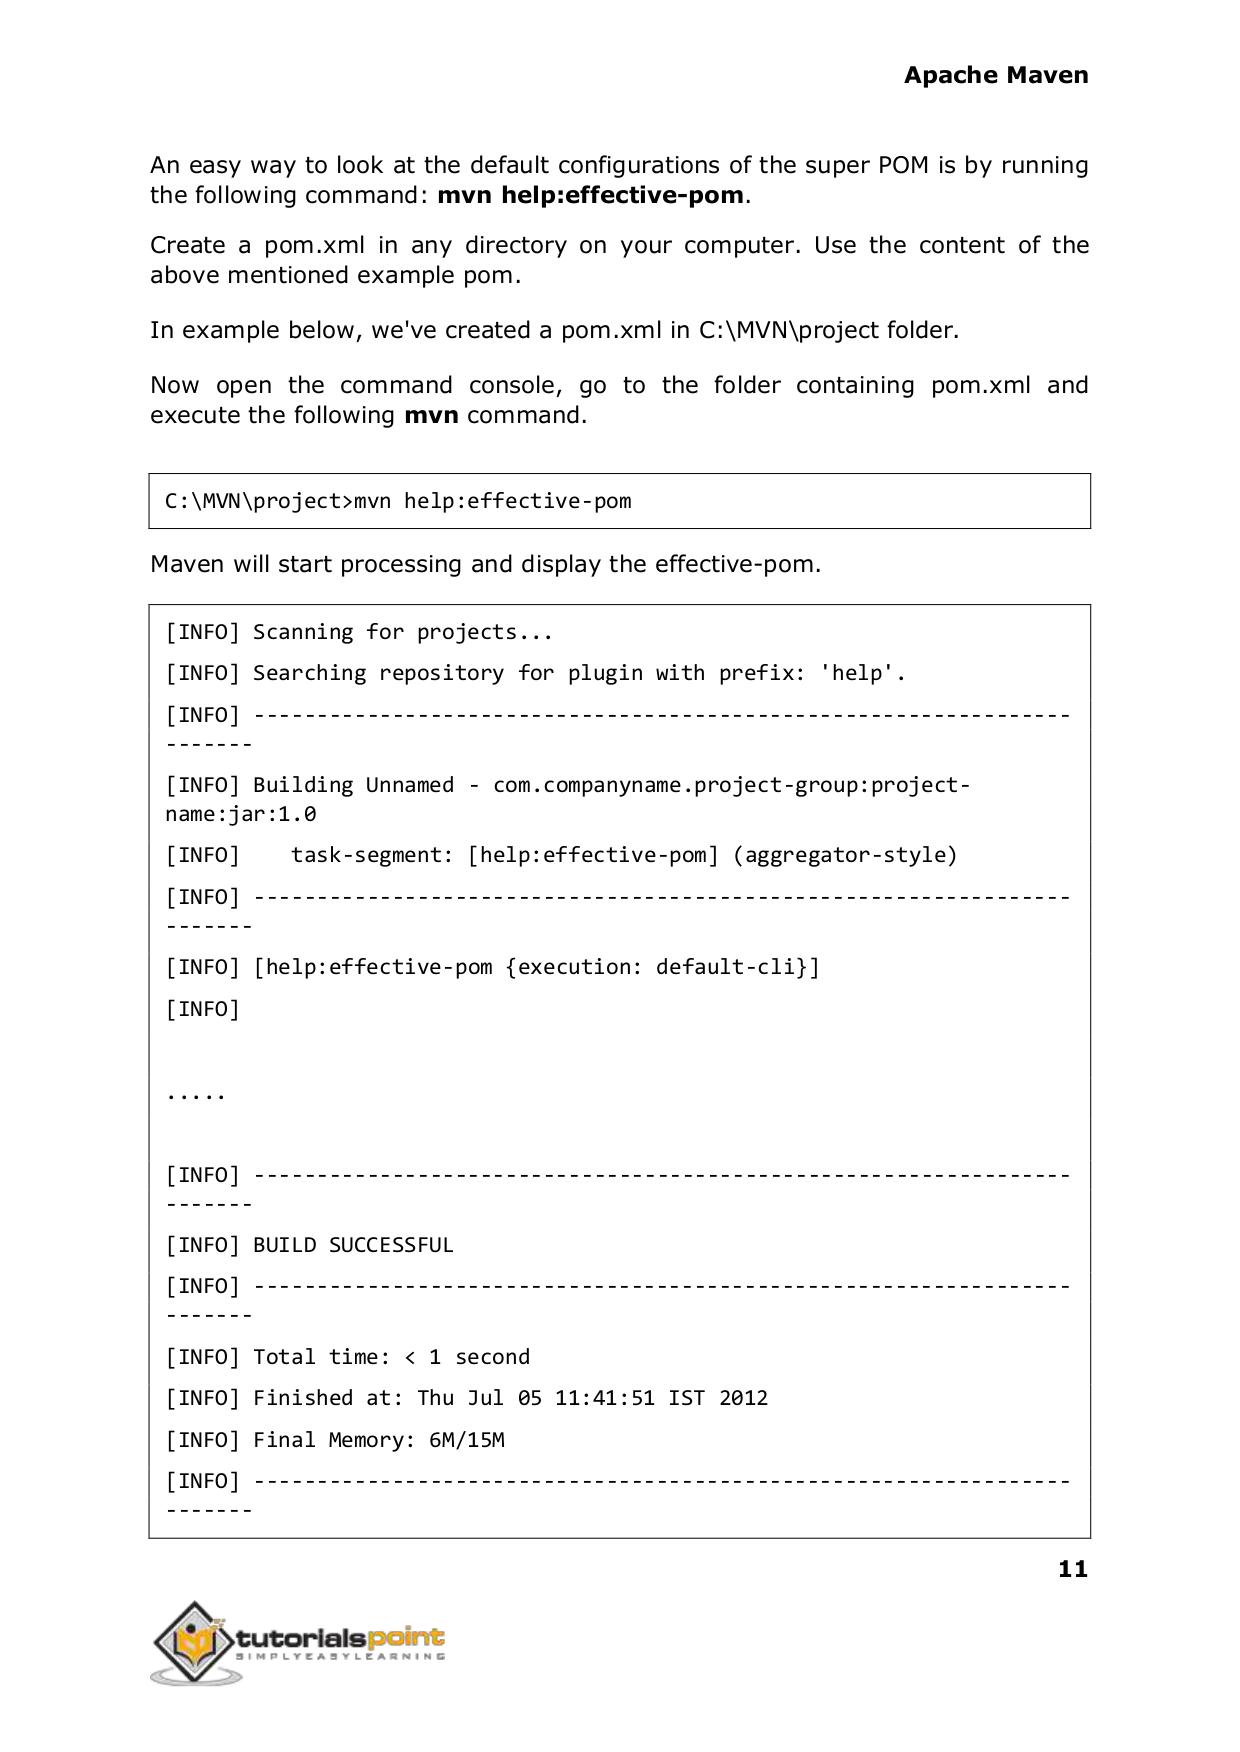 Apache Maven
An easy way to look at the default configurations of the super POM is by running
the following command: mvn help:effective-pom.
Create a pom.xml in any directory on your computer. Use the content of the
above mentioned example pom.
In example below, we've created a pom.xml in C:\MVN\project folder.
Now open the command console, go to the folder containing pom.xml and
execute the following mvn command.
C:\MVN\project>mvn help:effective-pom
Maven will start processing and display the effective-pom.
[INFO] Scanning for projects...
[INFO] Searching repository for plugin with prefix: 'help'.
[INFO] -----------------------------------------------------------------
-------
[INFO] Building Unnamed - com.companyname.project-group:project-
name:jar:1.0
[INFO]    task-segment: [help:effective-pom] (aggregator-style)
[INFO] -----------------------------------------------------------------
-------
[INFO] [help:effective-pom {execution: default-cli}]
[INFO]
.....
[INFO] -----------------------------------------------------------------
-------
[INFO] BUILD SUCCESSFUL
[INFO] -----------------------------------------------------------------
-------
[INFO] Total time: < 1 second
[INFO] Finished at: Thu Jul 05 11:41:51 IST 2012
[INFO] Final Memory: 6M/15M
[INFO] -----------------------------------------------------------------
-------
11
tutorialspoint
SIMPLYEASYLEARNING